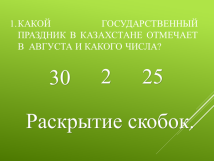 1. КАКОЙ ГОСУДАРСТВЕННЫЙ
ПРАЗДНИК В КАЗАХСТАНЕ ОТМЕЧАЕТ
В АВГУСТА И КАКОГО ЧИСЛА?
30 2 25
Раскрытие скобок.